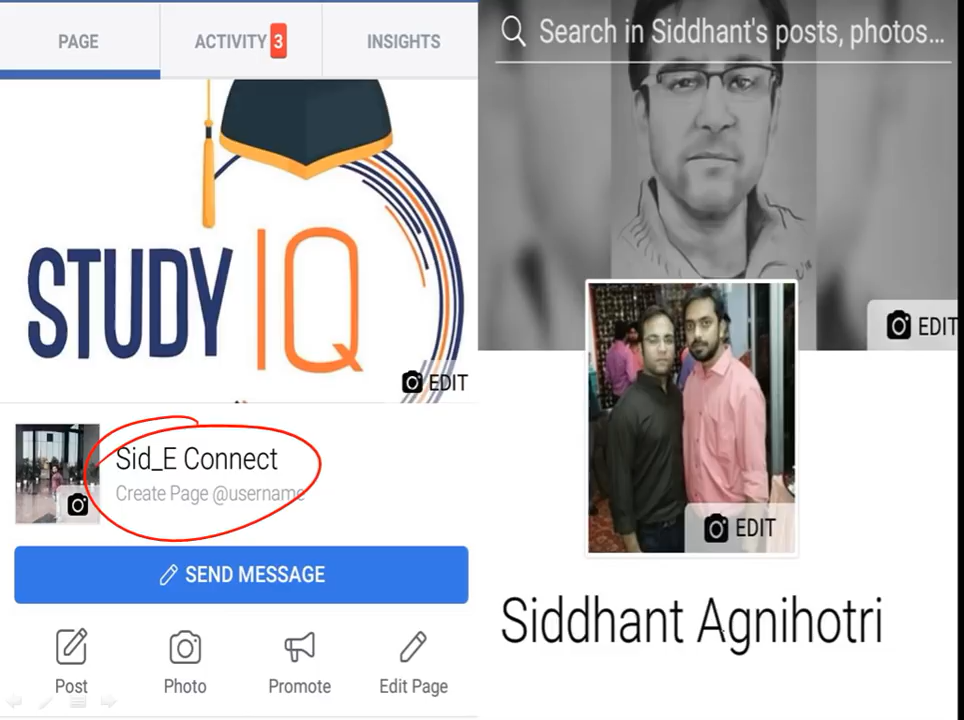 PAGE
ACTIVITY 3
INSIGHTS
STUDY IQ
EDIT
Sid_E Connect
Create Page @username
SEND MESSAGE
Post
Photo
Promote
Edit Page
Search in Siddhant's posts, photos...
EDIT
EDIT
Siddhant Agnihotri